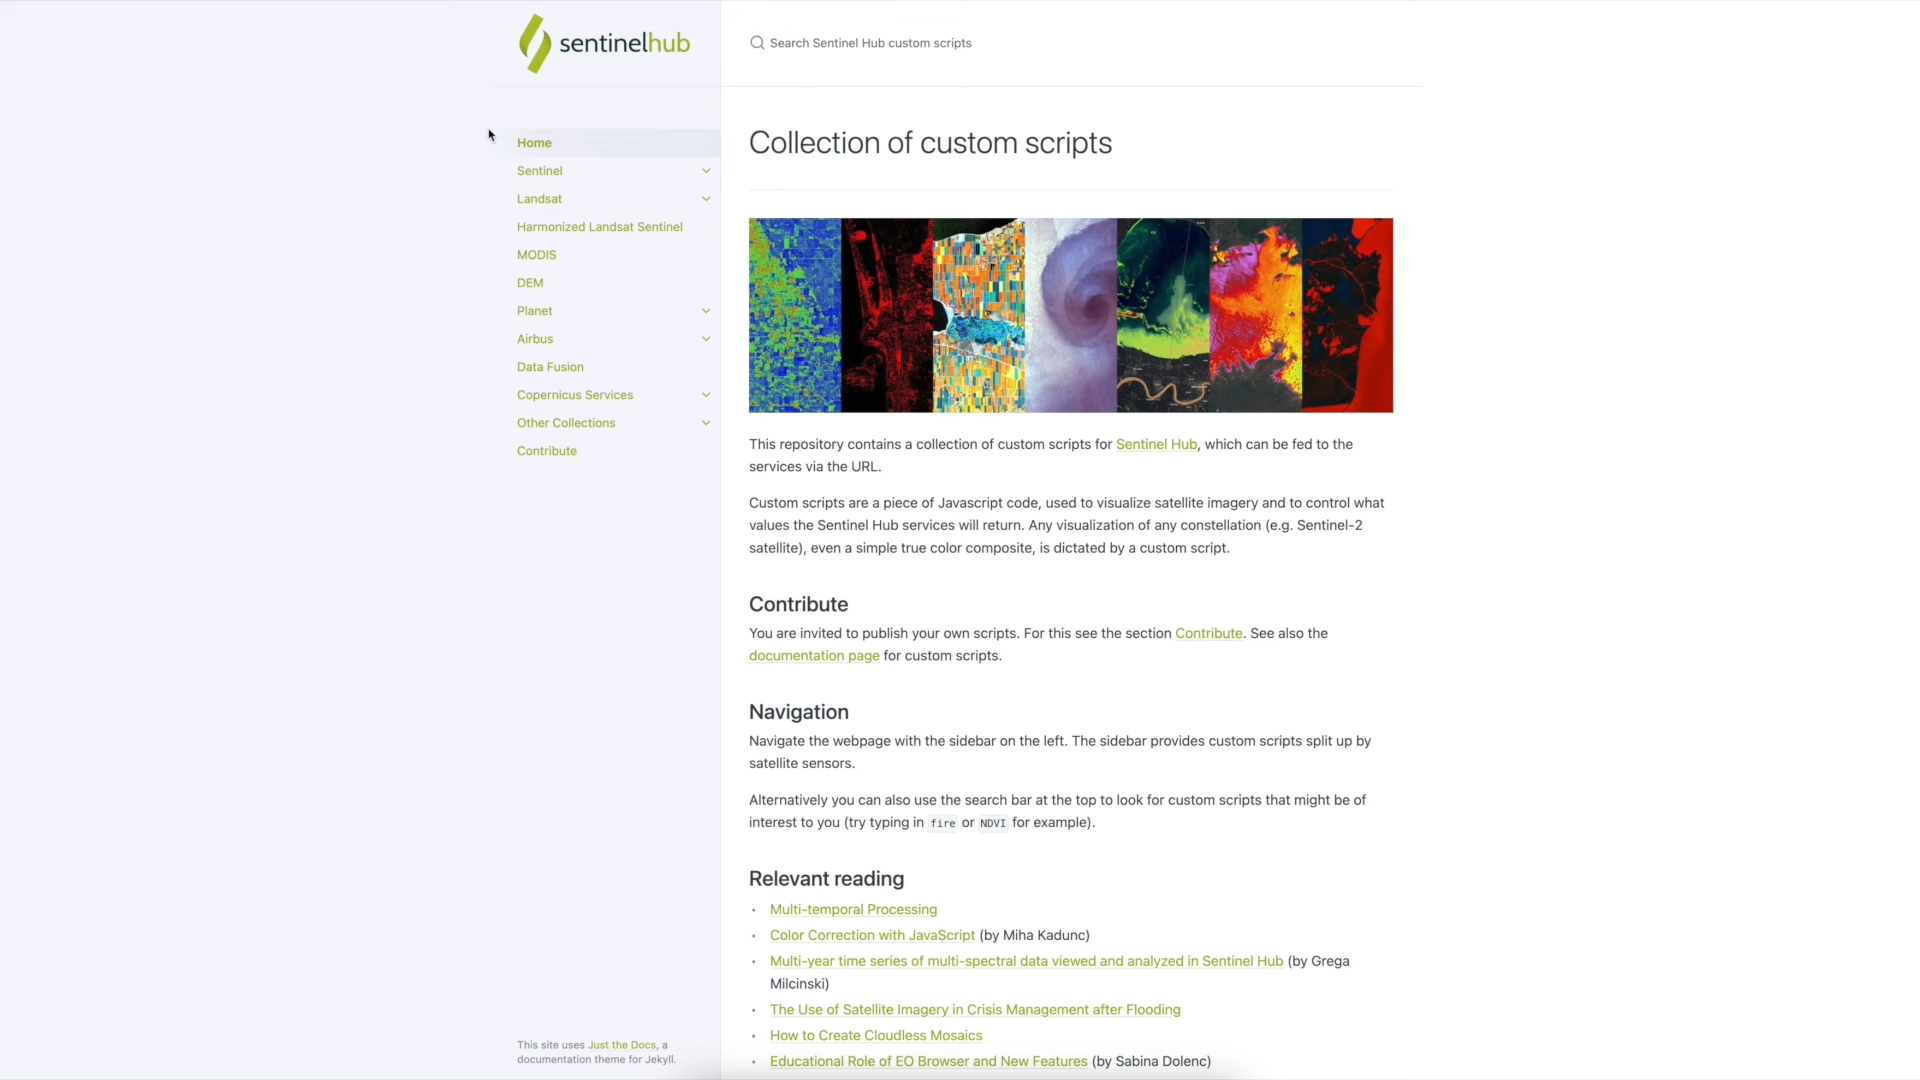 sentinelhub
Search Sentinel Hub custom scripts
Home
Sentinel
Landsat
Harmonized Landsat Sentinel
MODIS
DEM
Planet
Airbus
Data Fusion
Copernicus Services
Other Collections
Contribute
This site uses Just the Docs, a
documentation theme for Jekyll.
Collection of custom scripts
This repository contains a collection of custom scripts for Sentinel Hub, which can be fed to the
services via the URL.
Custom scripts are a piece of Javascript code, used to visualize satellite imagery and to control what
values the Sentinel Hub services will return. Any visualization of any constellation (e.g. Sentinel-2
satellite), even a simple true color composite, is dictated by a custom script.
Contribute
You are invited to publish your own scripts. For this see the section Contribute. See also the
documentation page for custom scripts.
Navigation
Navigate the webpage with the sidebar on the left. The sidebar provides custom scripts split up by
satellite sensors.
Alternatively you can also use the search bar at the top to look for custom scripts that might be of
interest to you (try typing in fire or NDVI for example).
Relevant reading
• Multi-temporal Processing
• Color Correction with JavaScript (by Miha Kadunc)
• Multi-year time series of multi-spectral data viewed and analyzed in Sentinel Hub (by Grega
Milcinski)
• The Use of Satellite Imagery in Crisis Management after Flooding
• How to Create Cloudless Mosaics
• Educational Role of EO Browser and New Features (by Sabina Dolenc)